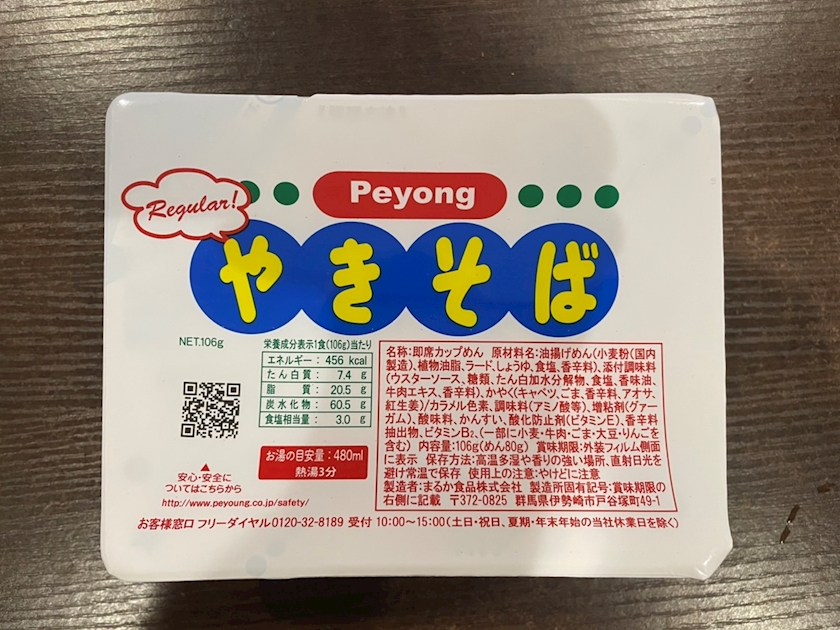 Regular!
Peyong
やきそば
NET.106g
栄養成分表示1食(106g)当たり
エネルギー: 456 kcal
たん白質: 7.4 g
脂質: 20.5 g
炭水化物: 60.5 g
食塩相当量: 3.0 g
お湯の目安量:480ml
熱湯3分
安心・安全に
ついてはこちらから
http://www.peyoung.co.jp/safety/
名称:即席カップめん 原材料名:油揚げめん(小麦粉(国内
製造)、植物油脂、ラード、しょうゆ、食塩、香辛料)、添付調味料
(ウスターソース、糖類、たん白加水分解物、食塩、香味油、
牛肉エキス、香辛料)、かやく(キャベツ、ごま、香辛料、アオサ、
紅生姜)/カラメル色素、調味料(アミノ酸等)、増粘剤(グァー
ガム)、酸味料、かんすい、酸化防止剤(ビタミンE)、香辛料
抽出物、ビタミンB₂、(一部に小麦・牛肉・ごま・大豆・りんごを
含む) 内容量:106g(めん80g) 賞味期限:外装フィルム側面
に表示 保存方法:高温多湿や香りの強い場所、直射日光を
避け常温で保存 使用上の注意:やけどに注意
製造者:まるか食品株式会社 製造所固有記号:賞味期限の
右側に記載 〒372-0825 群馬県伊勢崎市戸谷塚町49-1
お客様窓口 フリーダイヤル0120-32-8189 受付 10:00〜15:00(土日・祝日、夏期・年末年始の当社休業日を除く)